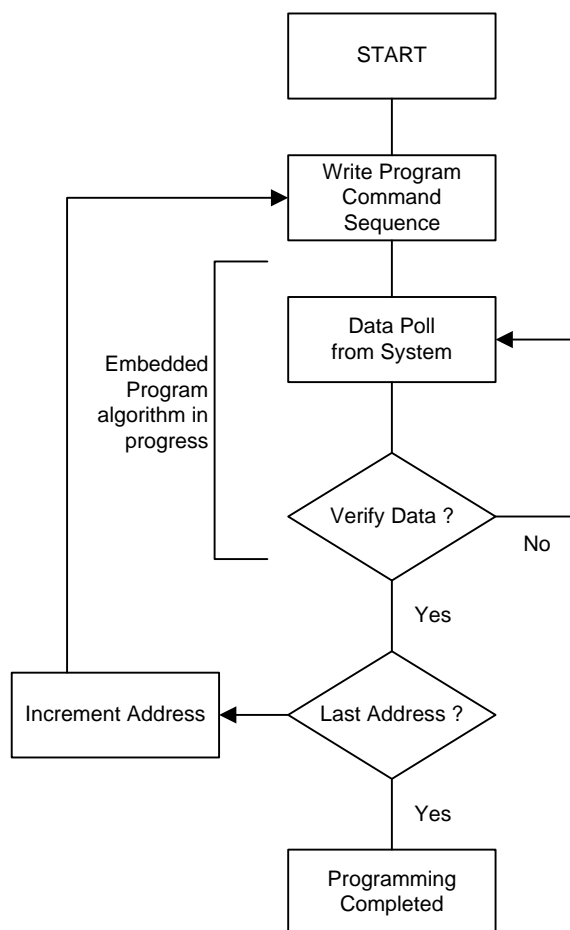 START
Write Program
Command
Sequence
Data Poll
from System
Embedded
Program
algorithm in
progress
Verify Data ?
No
Yes
Increment Address
Last Address ?
Yes
Programming
Completed